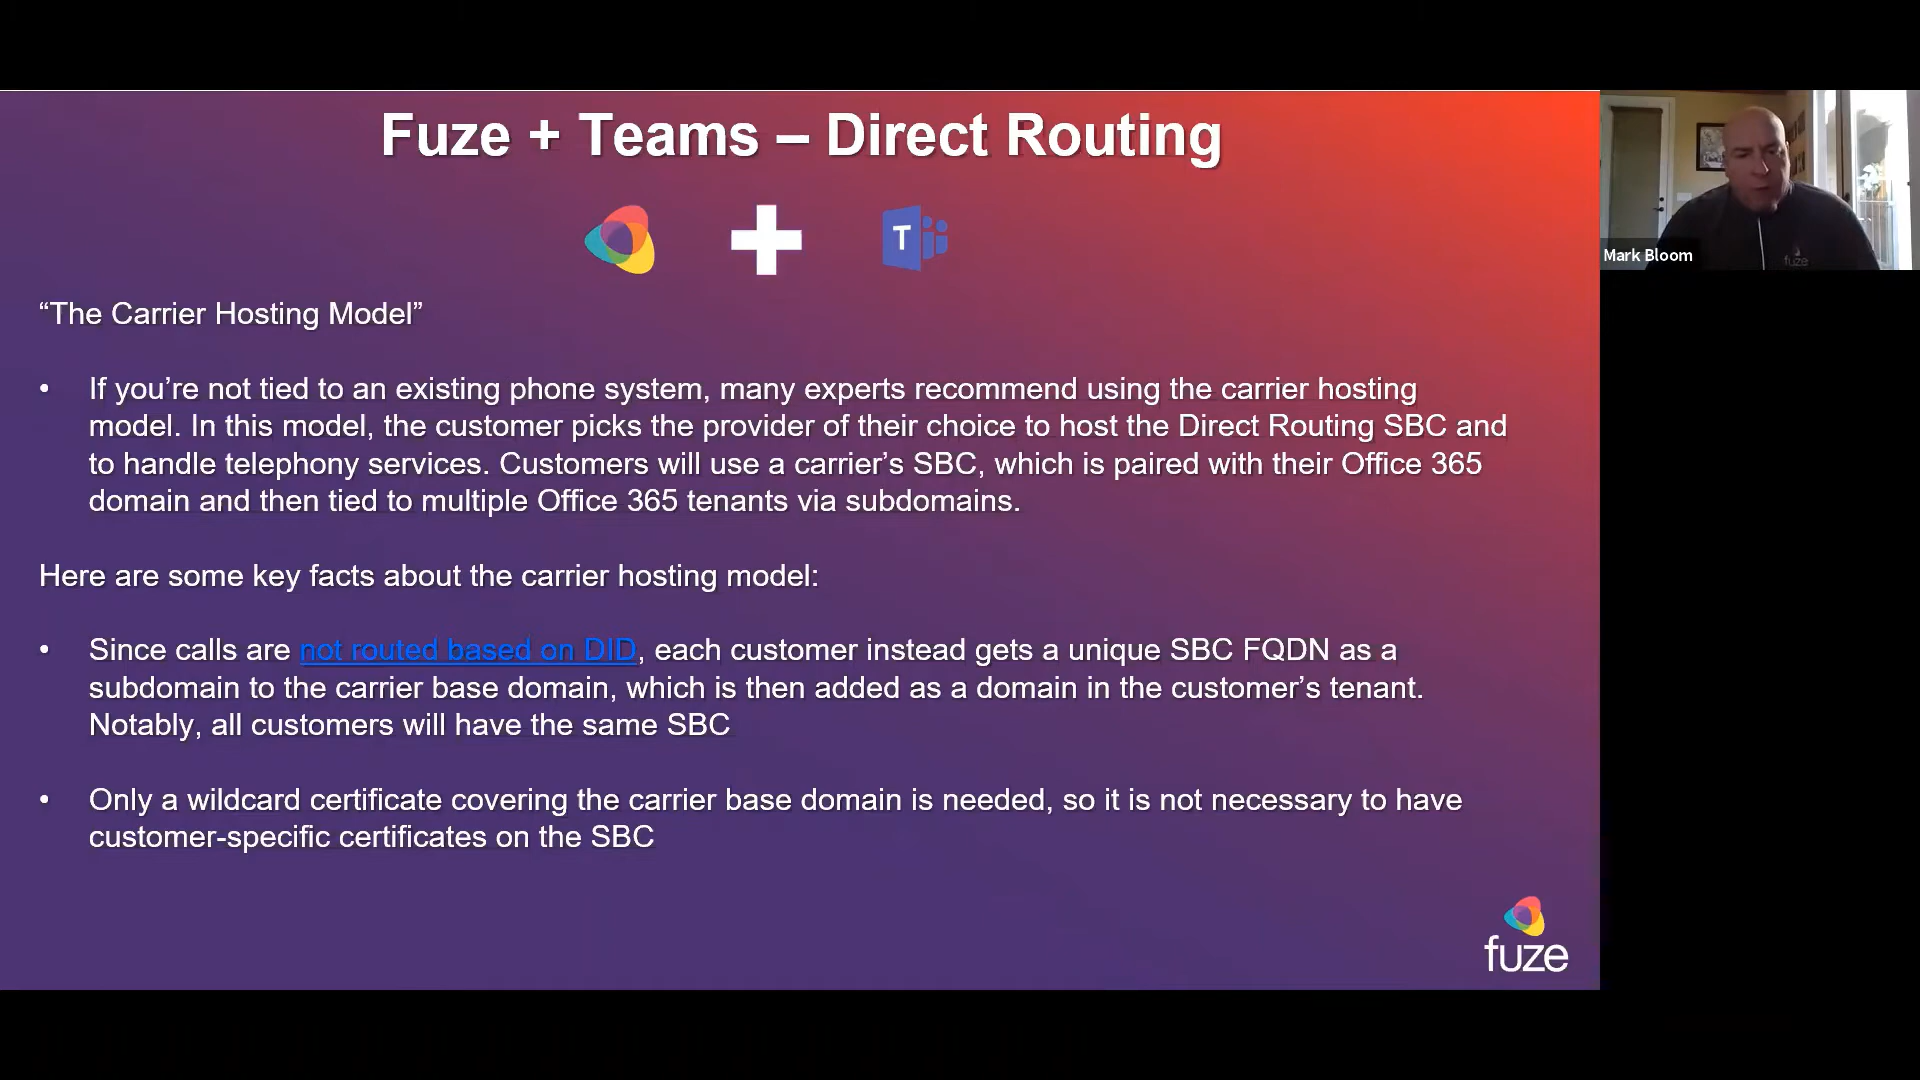 Fuze + Teams – Direct Routing
T
“The Carrier Hosting Model”
• If you’re not tied to an existing phone system, many experts recommend using the carrier hosting
model. In this model, the customer picks the provider of their choice to host the Direct Routing SBC and
to handle telephony services. Customers will use a carrier’s SBC, which is paired with their Office 365
domain and then tied to multiple Office 365 tenants via subdomains.
Here are some key facts about the carrier hosting model:
• Since calls are not routed based on DID, each customer instead gets a unique SBC FQDN as a
subdomain to the carrier base domain, which is then added as a domain in the customer’s tenant.
Notably, all customers will have the same SBC
• Only a wildcard certificate covering the carrier base domain is needed, so it is not necessary to have
customer-specific certificates on the SBC
fuze
Mark Bloom
fuze